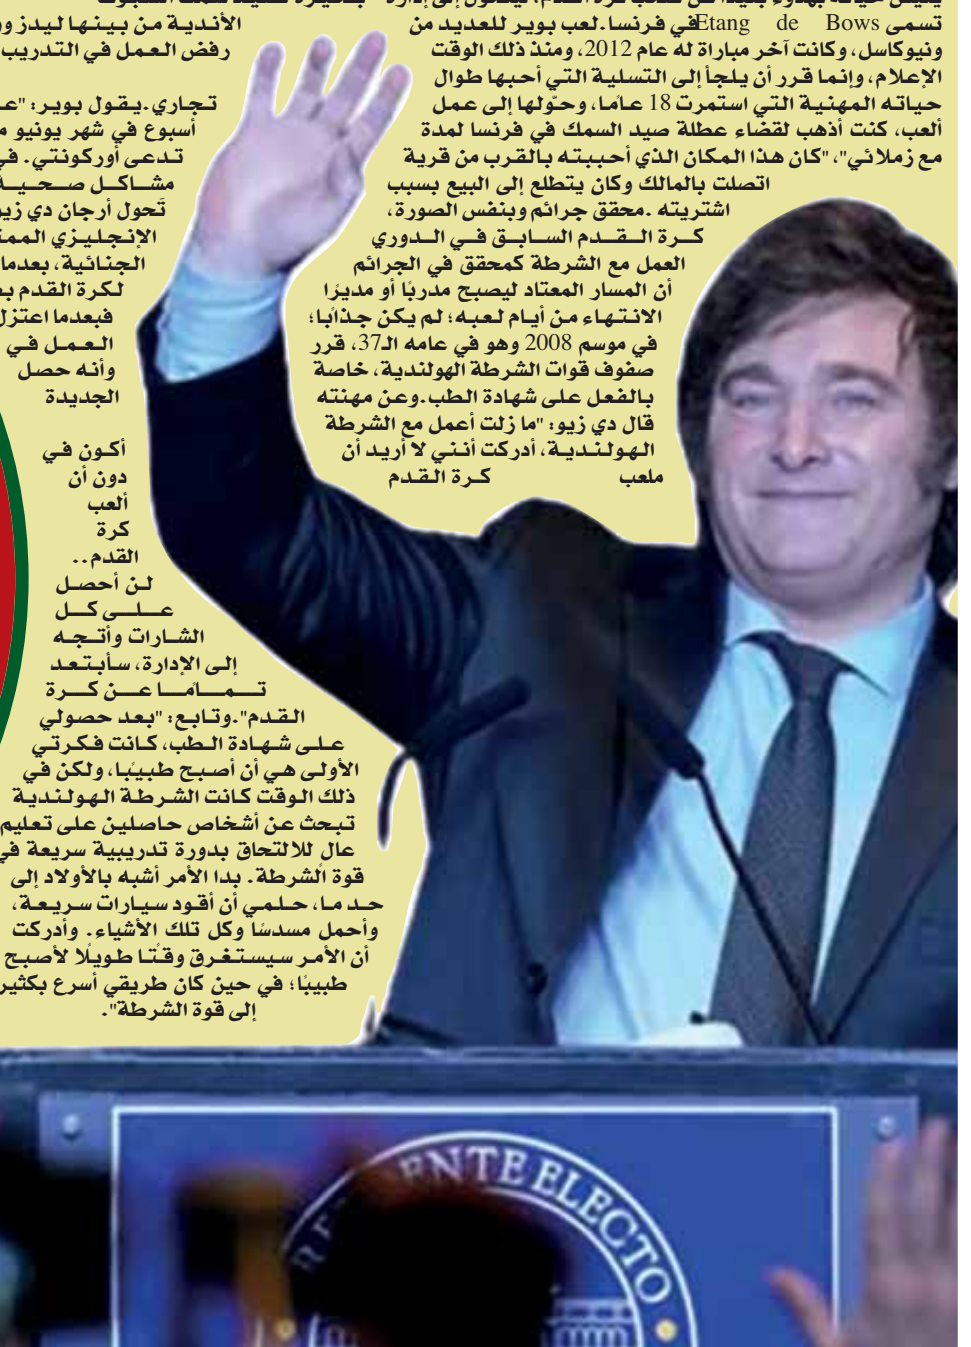 تسمى Etang de Bows في فرنسا.لعب بوير للعديد من
ونيوكاسل، وكانت آخر مباراة له عام 2012، ومنذ ذلك الوقت
الإعلام، وإنما قرر أن يلجأ إلى التسلية التي أحبها طوال
حياته المهنية التي استمرت 18 عامًا، وحوّلها إلى عمل
ألعب، كنت أذهب لقضاء عطلة صيد السمك في فرنسا لمدة
مع زملائي"، "كان هذا المكان الذي أحببته بالقرب من قرية
اتصلت بالمالك وكان يتطلع إلى البيع بسبب
اشتريته .محقق جرائم وبنفس الصورة،
كرة القدم السابق في الدوري
العمل مع الشرطة كمحقق في الجرائم
أن المسار المعتاد ليصبح مدربًا أو مديرًا
الانتهاء من أيام لعبه؛ لم يكن جذابًا؛
في موسم 2008 وهو في عامه الـ37، قرر
صفوف قوات الشرطة الهولندية، خاصة
بالفعل على شهادة الطب.وعن مهنته
قال دي زيو: "ما زلت أعمل مع الشرطة
الهولندية، أدركت أنني لا أريد أن
ملعب كرة القدم
الأندية من بينها ليدز
رفض العمل في التدريب
تجاري.يقول بوير:
أسبوع في شهر يونيو
تدعى أوركونتي.
مشاكل صحية
تَحول أرجان دي
الإنجليزي
الجنائية، بعدما
لكرة القدم
فبعدما اعتزل
العمل في
وأنه حصل
الجديدة
أكون في
دون أن
ألعب
كرة
القدم..
لن أحصل
على كل
الشارات وأتجه
إلى الإدارة، سأبتعد
تمامًا عن كرة
القدم".وتابع: "بعد حصولي
على شهادة الطب، كانت فكرتي
الأولى هي أن أصبح طبيبًا، ولكن في
ذلك الوقت كانت الشرطة الهولندية
تبحث عن أشخاص حاصلين على تعليم
عالٍ للالتحاق بدورة تدريبية سريعة في
قوة الشرطة. بدا الأمر أشبه بالأولاد إلى
حد ما، حلمي أن أقود سيارات سريعة،
وأحمل مسدسًا وكل تلك الأشياء. وأدركت
أن الأمر سيستغرق وقتًا طويلًا لأصبح
طبيبًا؛ في حين كان طريقي أسرع بكثير
إلى قوة الشرطة".
ELECTO